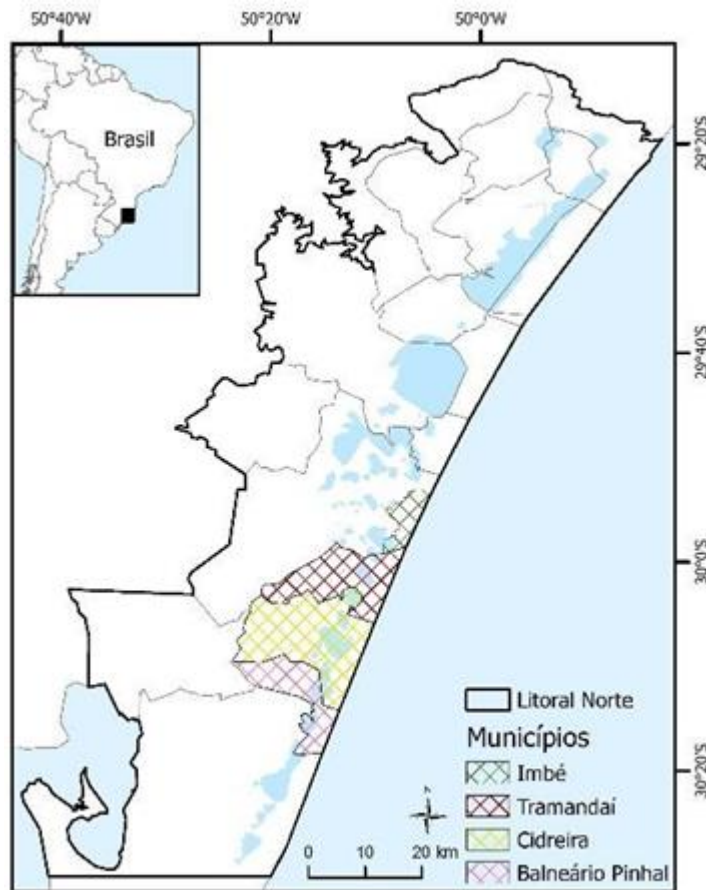 50°40'W 50°20'W 50°0'W
Brasil
29°20'S
29°40'S
30°0'S
30°20'S
Litoral Norte
Municípios
Imbé
Tramandaí
Cidreira
Balneário Pinhal
0 10 20 km